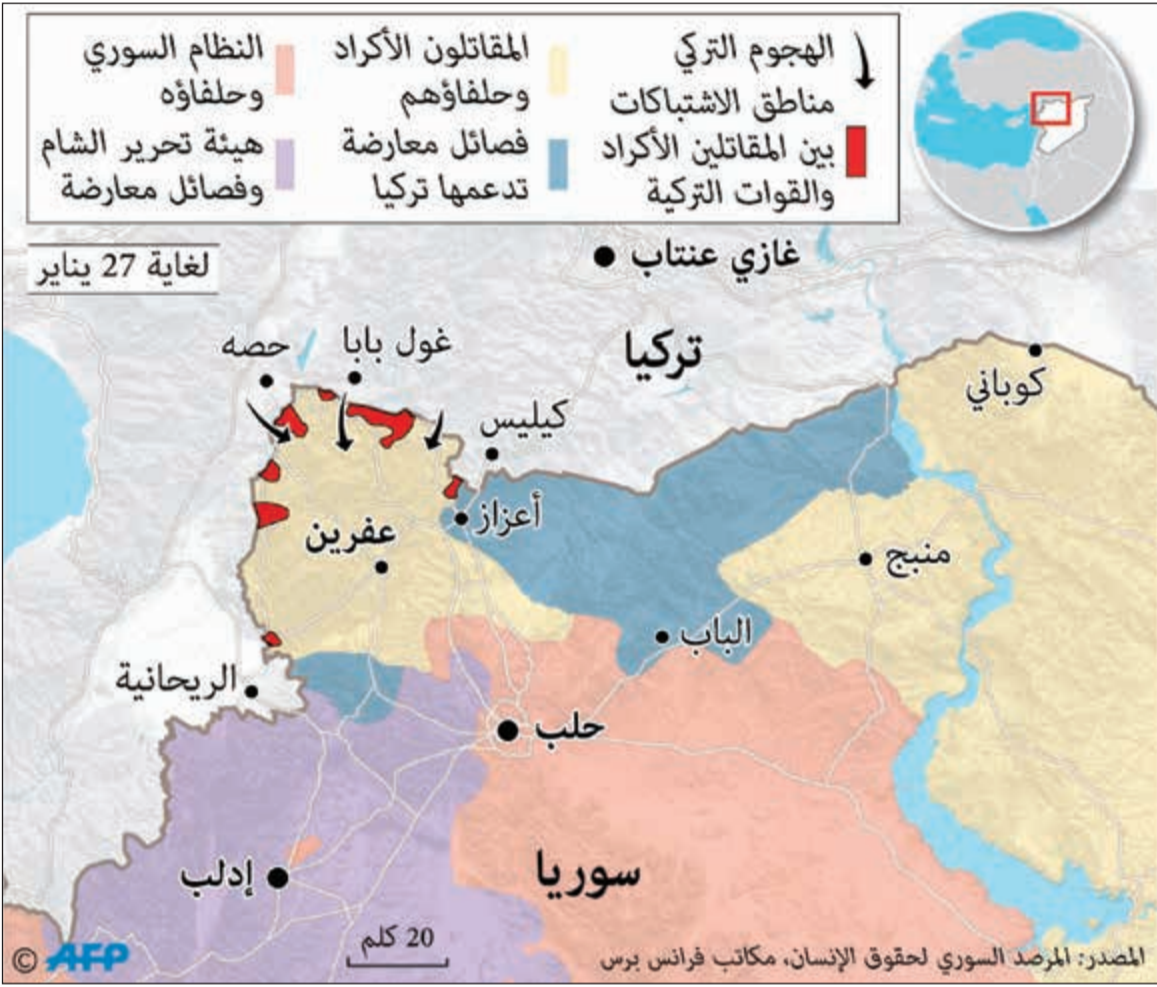 الهجوم التركي
مناطق الاشتباكات
بين المقاتلين الأكراد
والقوات التركية
المقاتلون الأكراد
وحلفاؤهم
فصائل معارضة
تدعمها تركيا
النظام السوري
وحلفاؤه
هيئة تحرير الشام
وفصائل معارضة
لغاية 27 يناير
غازي عنتاب
تركيا
غول بابا
حصه
كيليس
كوباني
أعزاز
عفرين
منبج
الباب
الريحانية
حلب
سوريا
إدلب
20 كلم
المصدر: المرصد السوري لحقوق الإنسان، مكاتب فرانس برس
© AFP